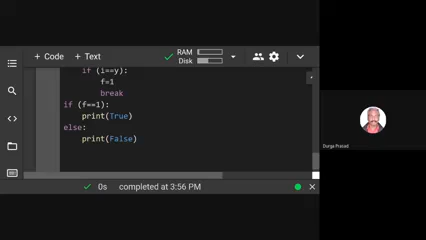 + Code + Text
RAM
Disk
if (i==y):
f=1
break
if (f==1):
print(True)
else:
print(False)
0s completed at 3:56 PM
Durga Prasad